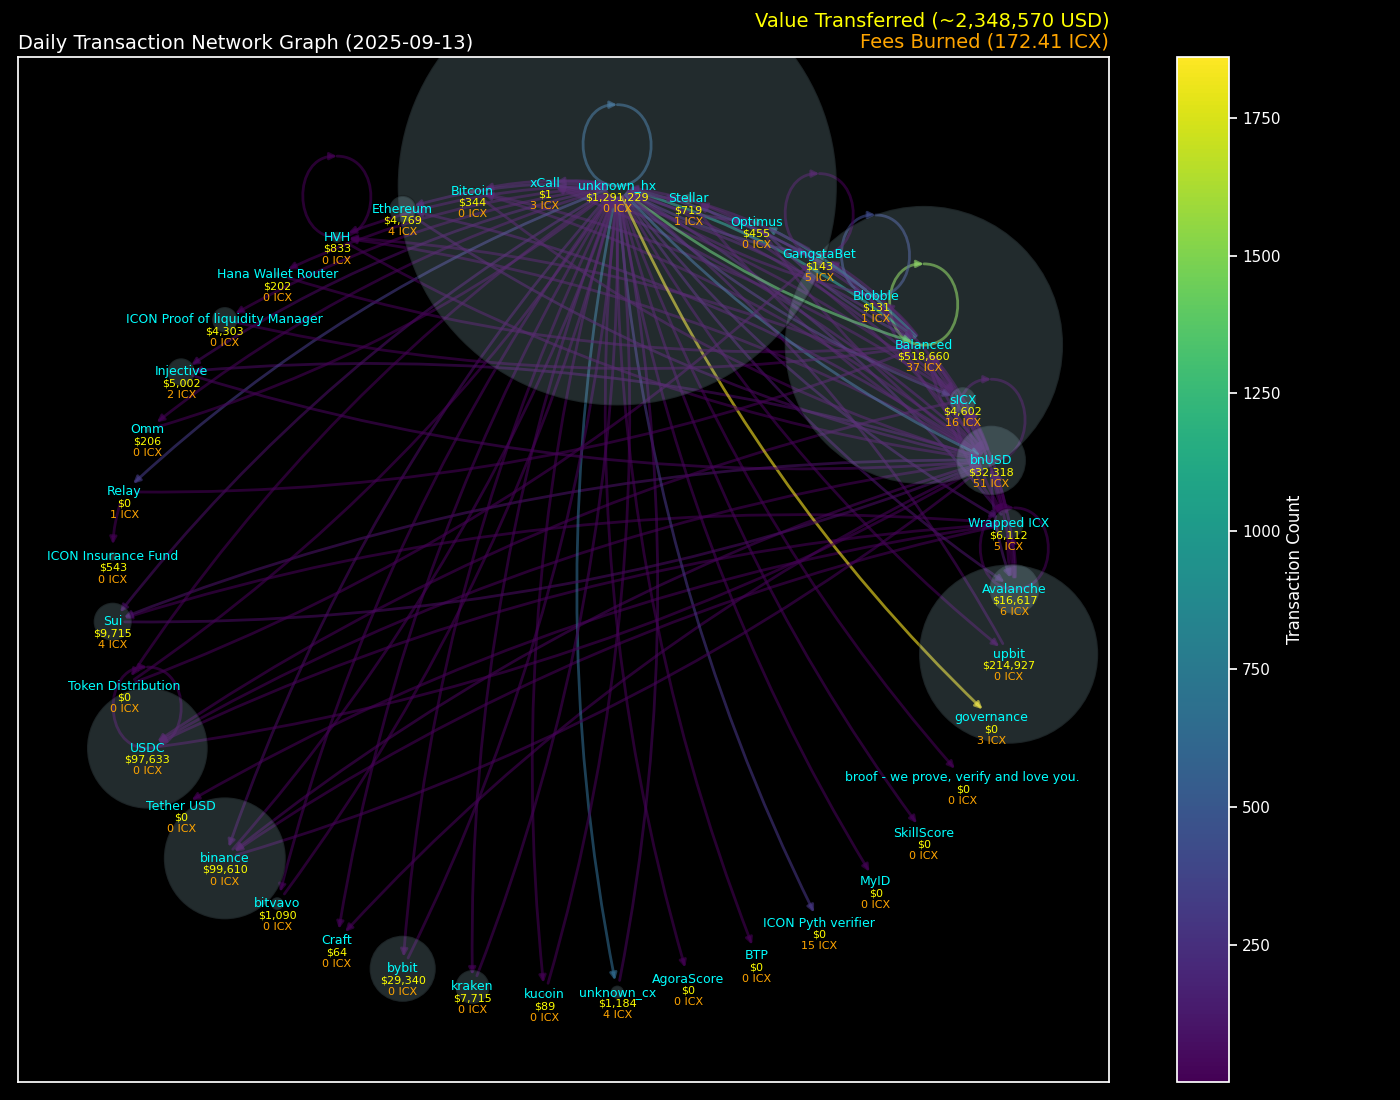 Value Transferred (~2,348,570 USD)
Daily Transaction Network Graph (2025-09-13)
Fees Burned (172.41 ICX)
xCall
$1
3 ICX
unknown_hx
$1,291,229
0 ICX
Bitcoin
$344
0 ICX
Stellar
$719
1 ICX
Ethereum
$4,769
4 ICX
Optimus
$455
0 ICX
HVH
$833
0 ICX
GangstaBet
$143
5 ICX
Hana Wallet Router
$202
0 ICX
Blobble
$131
1 ICX
ICON Proof of liquidity Manager
$4,303
0 ICX
Balanced
$518,660
37 ICX
Injective
$5,002
2 ICX
sICX
$4,602
16 ICX
Omm
$206
0 ICX
bnUSD
$32,318
51 ICX
Relay
$0
1 ICX
Wrapped ICX
$6,112
5 ICX
ICON Insurance Fund
$543
0 ICX
Avalanche
$16,617
6 ICX
Sui
$9,715
4 ICX
upbit
$214,927
0 ICX
Token Distribution
$0
0 ICX
governance
$0
3 ICX
USDC
$97,633
0 ICX
broof - we prove, verify and love you.
$0
0 ICX
Tether USD
$0
0 ICX
SkillScore
$0
0 ICX
binance
$99,610
0 ICX
MyID
$0
0 ICX
bitvavo
$1,090
0 ICX
ICON Pyth verifier
$0
15 ICX
Craft
$64
0 ICX
BTP
$0
0 ICX
bybit
$29,340
0 ICX
AgoraScore
$0
0 ICX
kraken
$7,715
0 ICX
kucoin
$89
0 ICX
unknown_cx
$1,184
4 ICX
1750
1500
1250
1000
750
500
250
Transaction Count